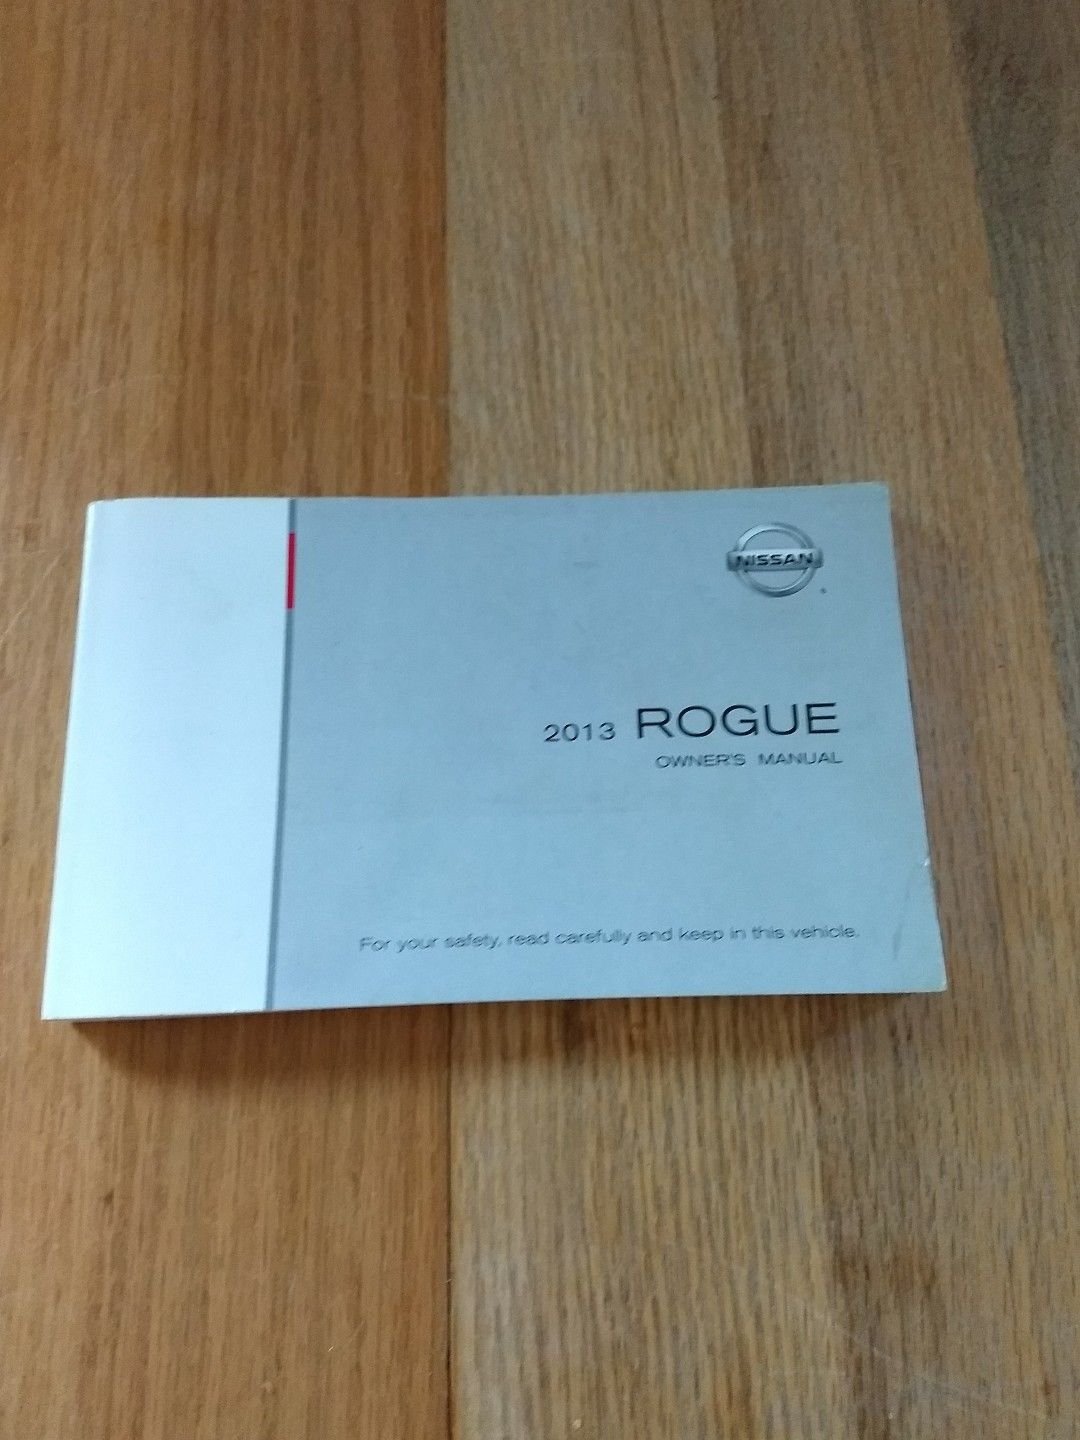 NISSAN
2013 ROGUE
OWNER'S MANUAL
For your safety, read carefully and keep in this vehicle.